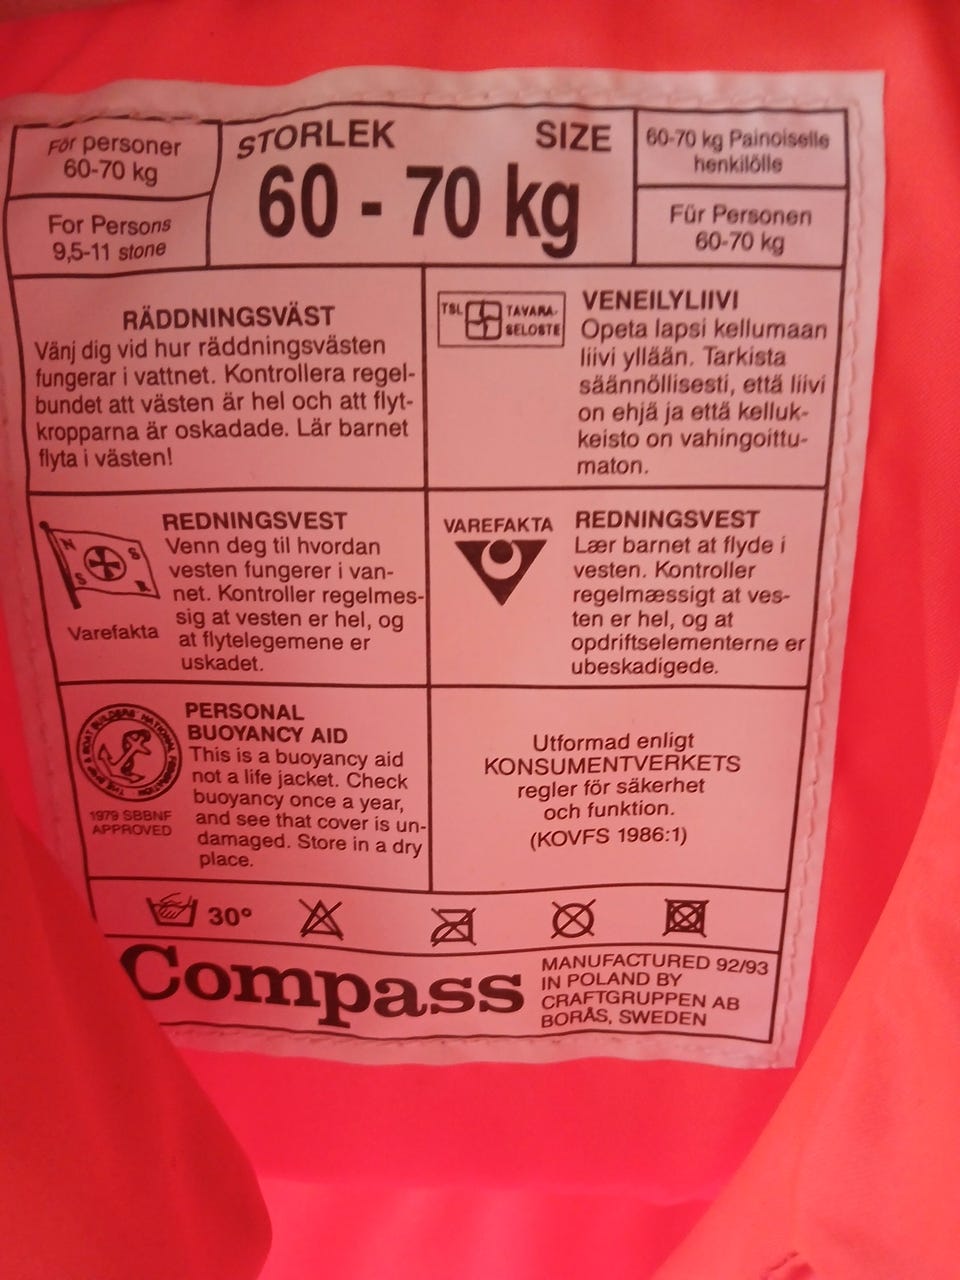 För personer
60-70 kg
For Persons
9,5-11 stone
STORLEK SIZE
60 - 70 kg
60-70 kg Painoiselle
henkilölle
Für Personen
60-70 kg
RÄDDNINGSVÄST
Vänj dig vid hur räddningsvästen
fungerar i vattnet. Kontrollera regel-
bundet att västen är hel och att flyt-
kropparna är oskadade. Lär barnet
flyta i västen!
TSL TAVARA-
SELOSTE
VENEILYLIIVI
Opeta lapsi kellumaan
liivi yllään. Tarkista
säännöllisesti, että liivi
on ehjä ja että kelluk-
keisto on vahingoittu-
maton.
N S
S R
Varefakta
REDNINGSVEST
Venn deg til hvordan
vesten fungerer i van-
net. Kontroller regelmes-
sig at vesten er hel, og
at flytelegemene er
uskadet.
VAREFAKTA
REDNINGSVEST
Lær barnet at flyde i
vesten. Kontroller
regelmæssigt at ves-
ten er hel, og at
opdriftselementerne er
ubeskadigede.
THE SHIP & BOAT BUILDERS' NATIONAL FEDERATION
1979 SBBNF
APPROVED
PERSONAL
BUOYANCY AID
This is a buoyancy aid
not a life jacket. Check
buoyancy once a year,
and see that cover is un-
damaged. Store in a dry
place.
Utformad enligt
KONSUMENTVERKETS
regler för säkerhet
och funktion.
(KOVFS 1986:1)
30°
Compass
MANUFACTURED 92/93
IN POLAND BY
CRAFTGRUPPEN AB
BORÅS, SWEDEN